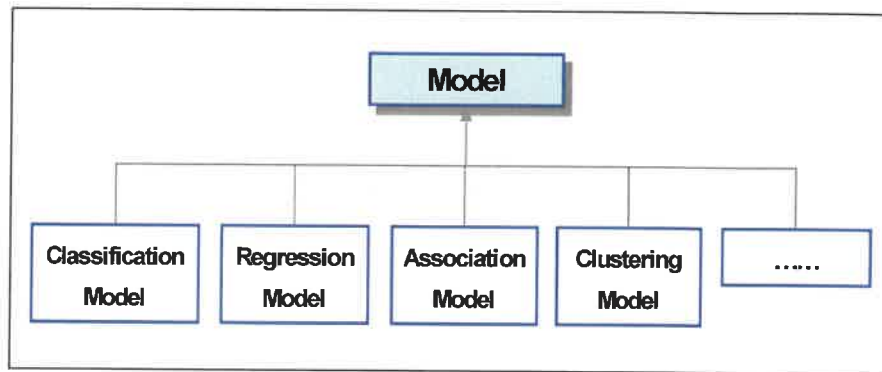 Model
Classification
Model
Regression
Model
Association
Model
Clustering
Model
......